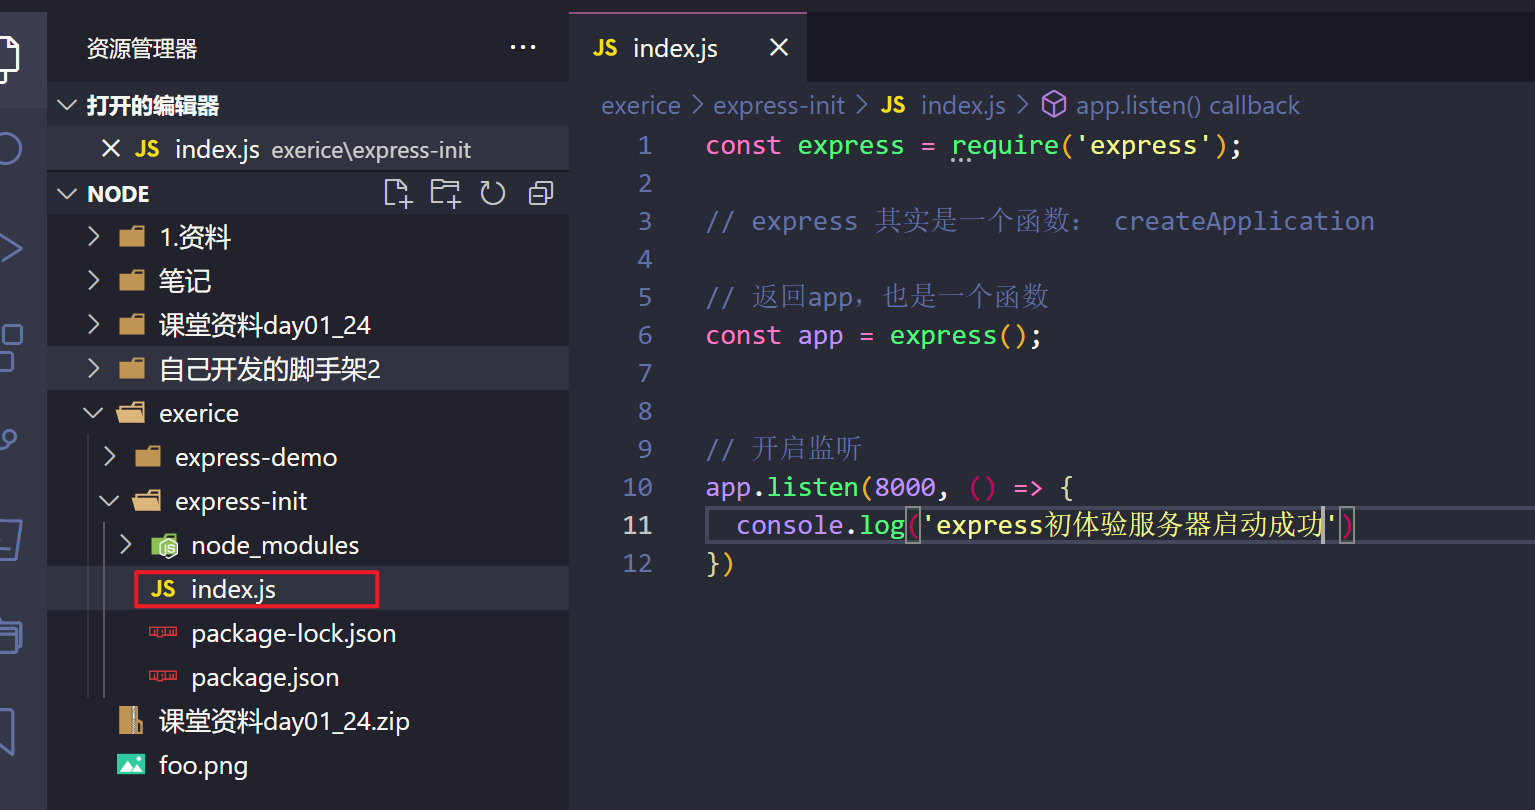 资源管理器 ···
打开的编辑器
JS index.js exerice\express-init
NODE
1.资料
笔记
课堂资料day01_24
自己开发的脚手架2
exerice
express-demo
express-init
node_modules
JS index.js
package-lock.json
package.json
课堂资料day01_24.zip
foo.png
JS index.js
exerice > express-init > JS index.js > app.listen() callback
1 const express = require('express');
2
3 // express 其实是一个函数： createApplication
4
5 // 返回app，也是一个函数
6 const app = express();
7
8
9 // 开启监听
10 app.listen(8000, () => {
11 console.log('express初体验服务器启动成功')
12 })